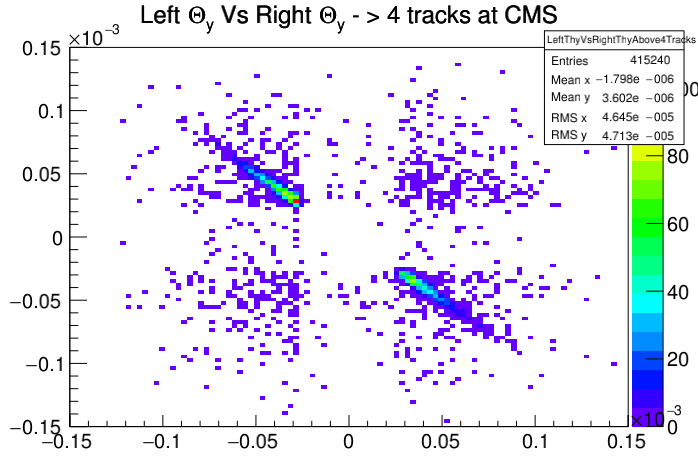 Left Θy Vs Right Θy - > 4 tracks at CMS
×10−3
LeftThyVsRightThyAbove4Tracks
Entries 415240
Mean x −1.798e −006
Mean y 3.602e −006
RMS x 4.645e −005
RMS y 4.713e −005
0.15
0.1
0.05
0
−0.05
−0.1
−0.15
80
60
40
20
0
×10−3
−0.15 −0.1 −0.05 0 0.05 0.1 0.15